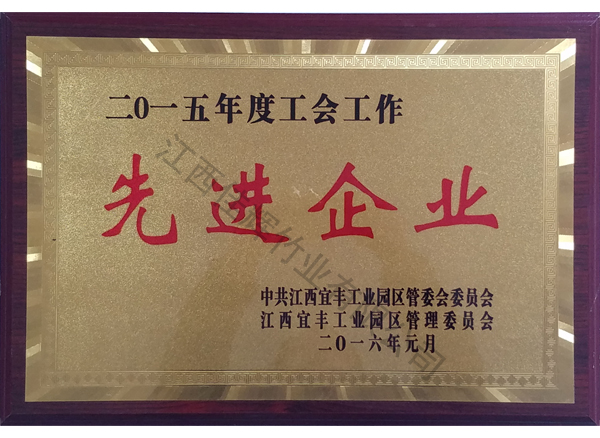 二〇一五年度工会工作
先进企业
中共江西宜丰工业园区管委会委员会
江西宜丰工业园区管理委员会
二〇一六年元月